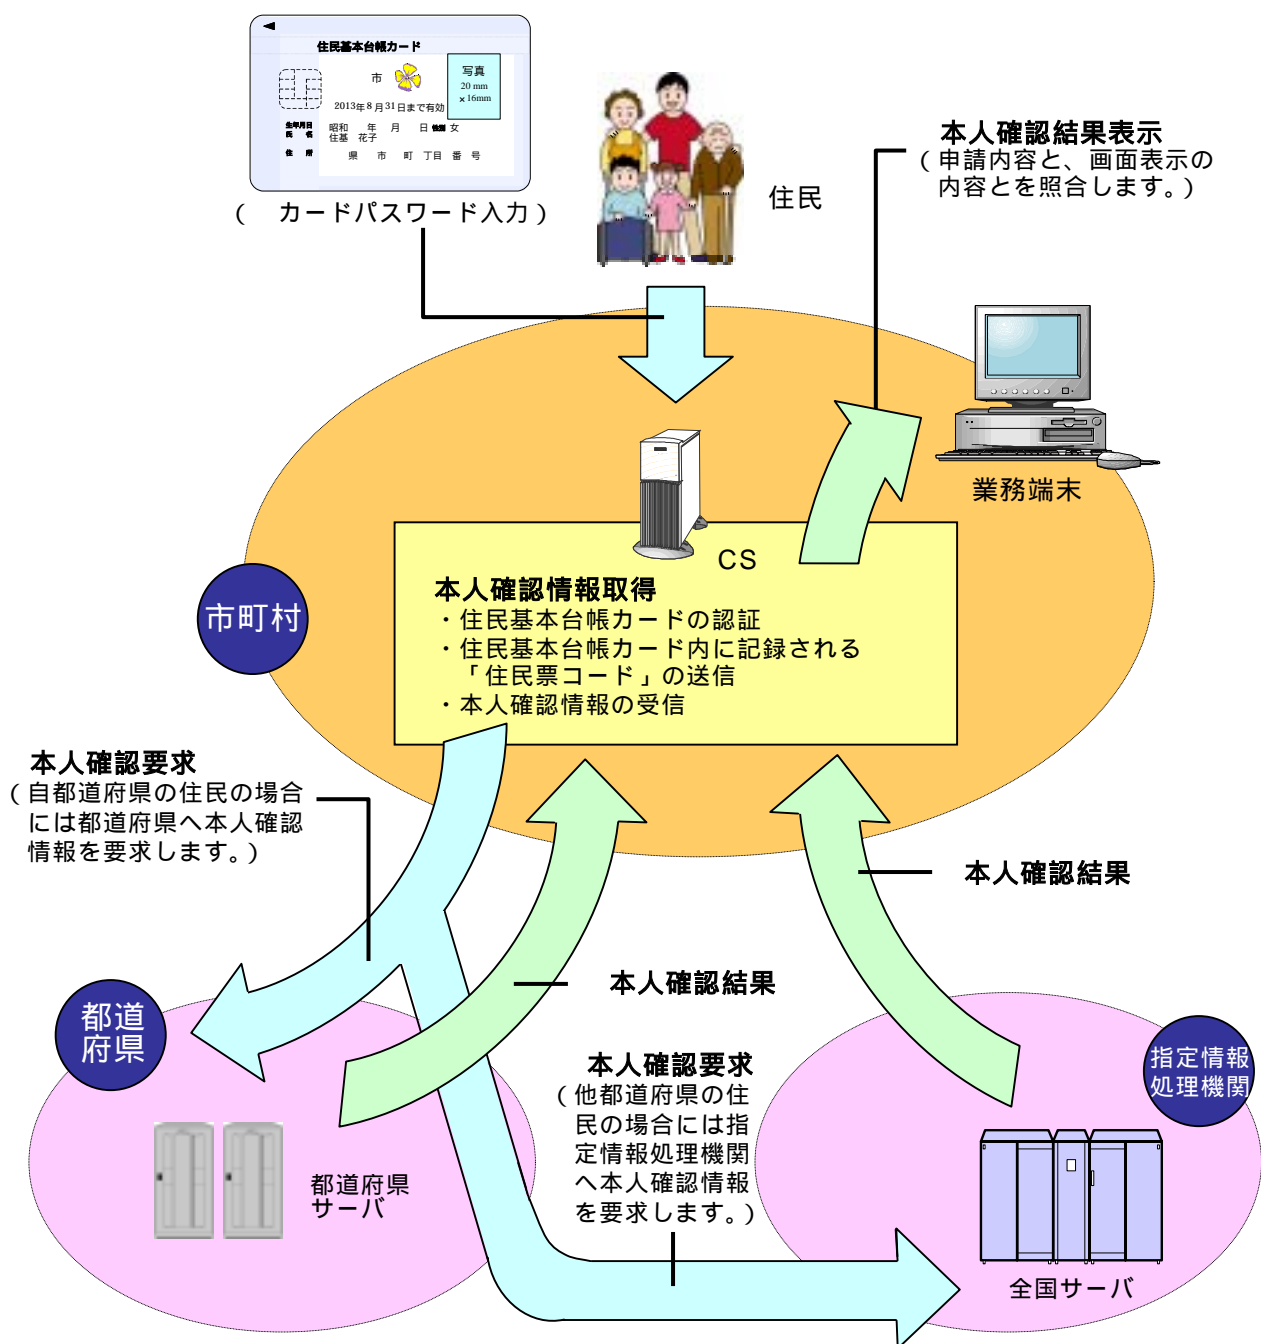 住民基本台帳カード
市
写真
20 mm
×16mm
2013年8月31日まで有効
生年月日 昭和 年 月 日 性別 女
氏 名 住基 花子
住 所 県 市 町 丁目 番 号
( カードパスワード入力)
住民
本人確認結果表示
(申請内容と、画面表示の
内容とを照合します。)
業務端末
CS
市町村
本人確認情報取得
・住民基本台帳カードの認証
・住民基本台帳カード内に記録される
「住民票コード」の送信
・本人確認情報の受信
本人確認要求
(自都道府県の住民の場合
には都道府県へ本人確認
情報を要求します。)
本人確認結果
本人確認結果
都道
府県
都道府県
サーバ
本人確認要求
(他都道府県の住
民の場合には指
定情報処理機関
へ本人確認情報
を要求します。)
指定情報
処理機関
全国サーバ